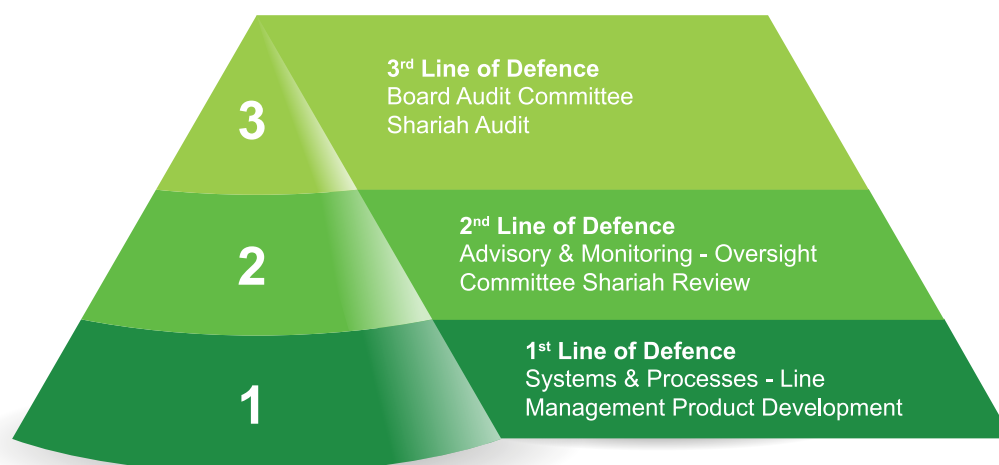 3
3rd Line of Defence
Board Audit Committee
Shariah Audit
2
2nd Line of Defence
Advisory & Monitoring - Oversight
Committee Shariah Review
1
1st Line of Defence
Systems & Processes - Line
Management Product Development